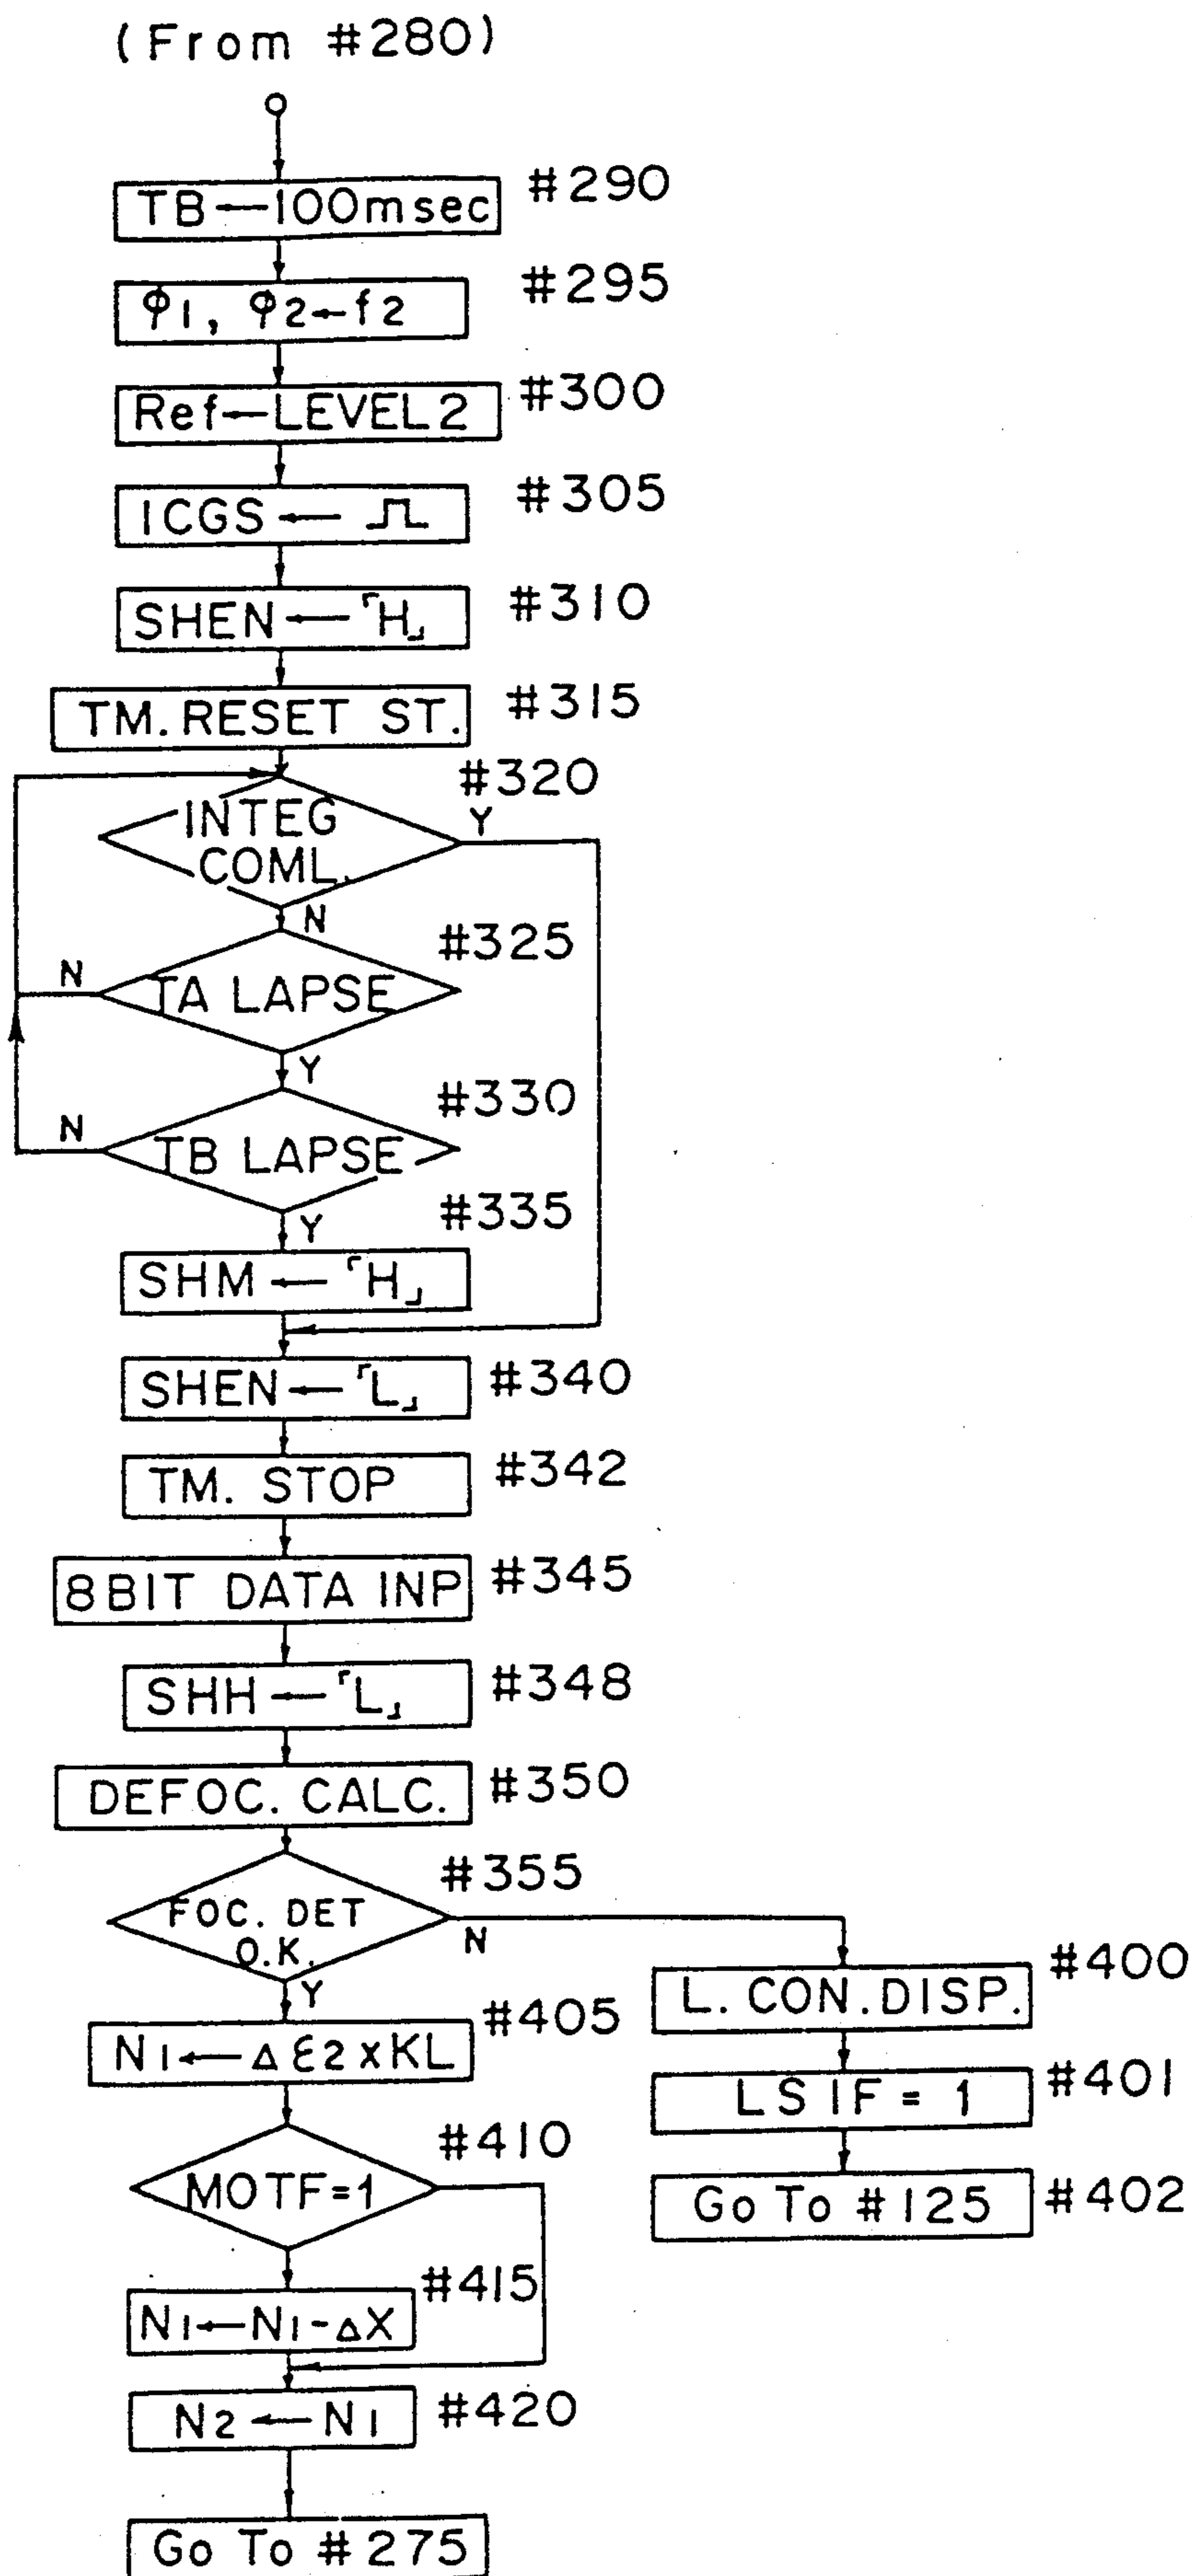 (From #280)
TB←100msec #290
φ1, φ2←f2 #295
Ref←LEVEL2 #300
ICGS ← ⎍ #305
SHEN ← 「H」 #310
TM.RESET ST. #315
#320
INTEG
COML.
Y
N
#325
TA LAPSE
N
Y
#330
TB LAPSE
N
Y
#335
SHM ← 「H」
SHEN ← 「L」 #340
TM. STOP #342
8BIT DATA INP #345
SHH ← 「L」 #348
DEFOC. CALC. #350
#355
FOC. DET
O.K.
N
Y
#400
L. CON.DISP.
#405
N1← Δε2xKL
LSIF = 1 #401
#410
MOTF=1
Go To #125 #402
#415
N1←N1-ΔX
N2 ← N1 #420
Go To #275